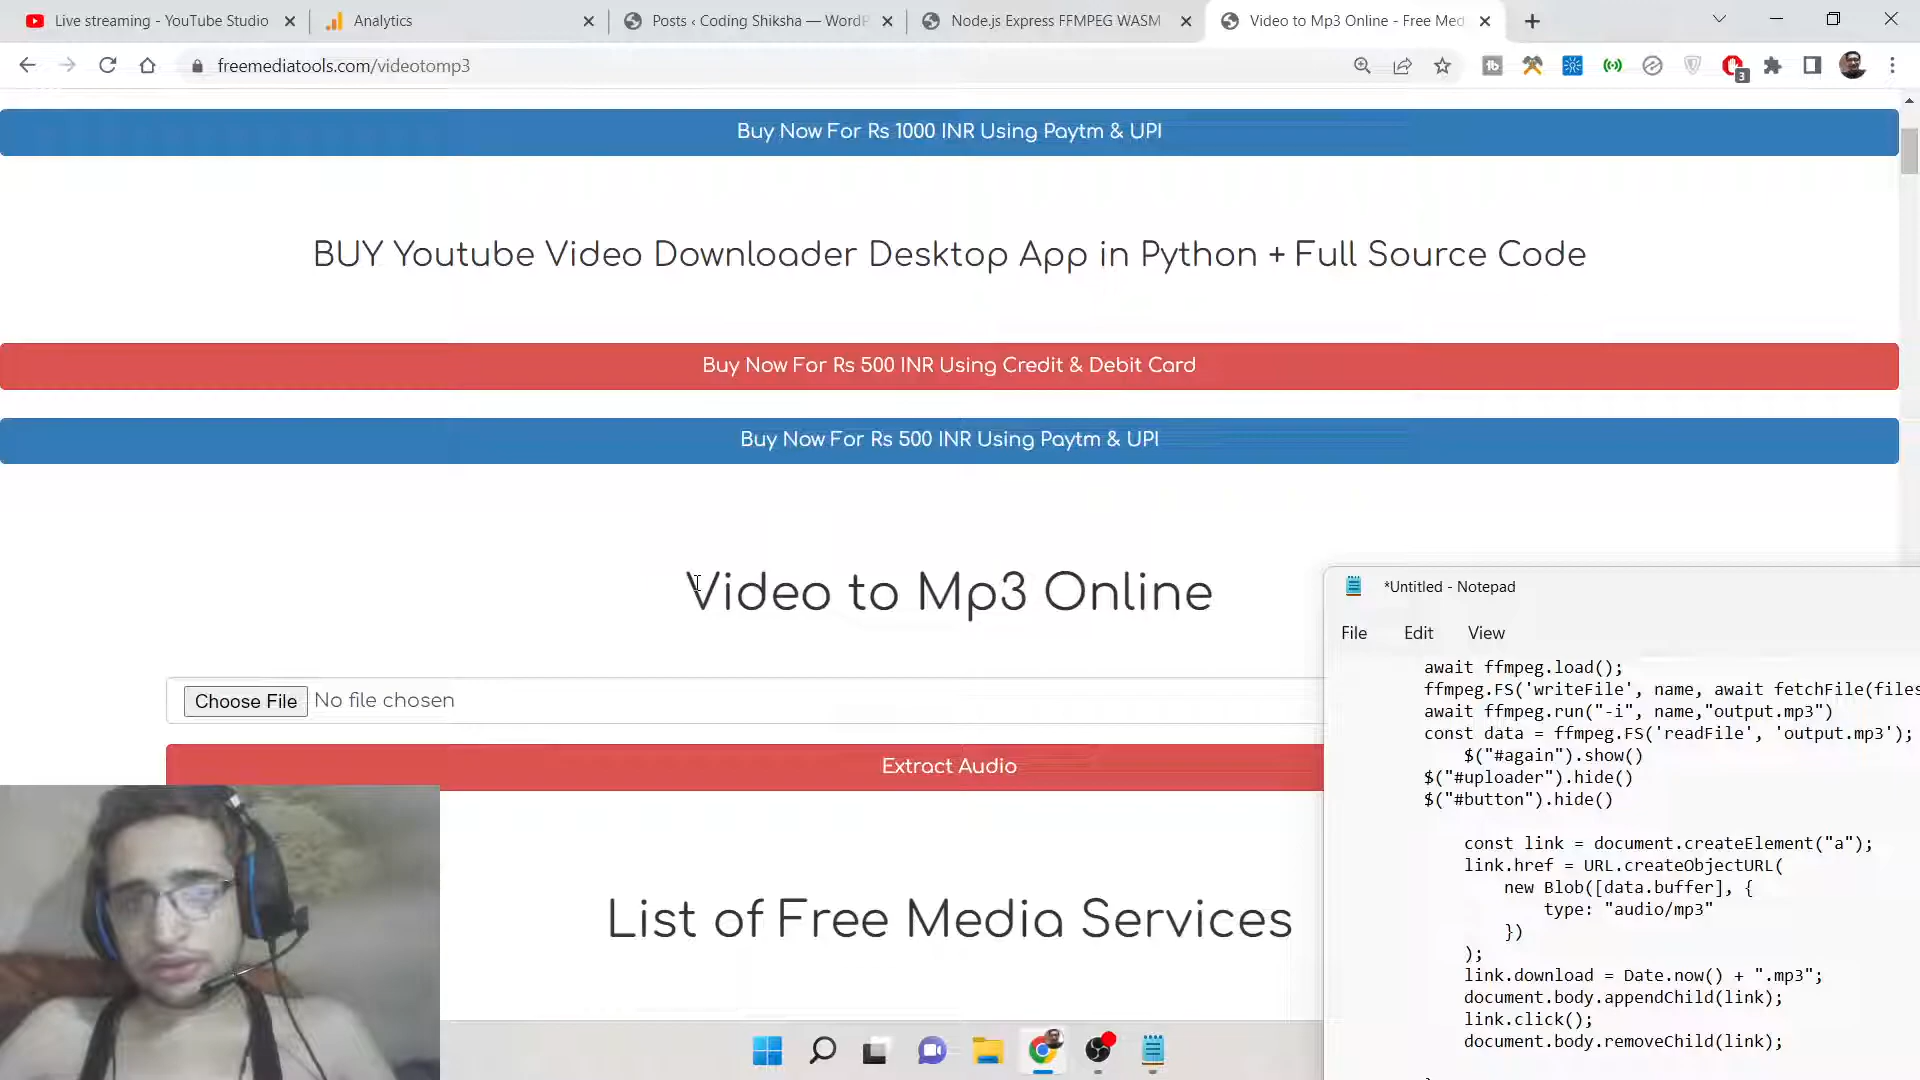 Live streaming - YouTube Studio
Analytics
Posts ‹ Coding Shiksha — WordP
Node.js Express FFMPEG WASM
Video to Mp3 Online - Free Med
freemediatools.com/videotomp3
3
Buy Now For Rs 1000 INR Using Paytm & UPI
BUY Youtube Video Downloader Desktop App in Python + Full Source Code
Buy Now For Rs 500 INR Using Credit & Debit Card
Buy Now For Rs 500 INR Using Paytm & UPI
Video to Mp3 Online
Choose File No file chosen
Extract Audio
List of Free Media Services
*Untitled - Notepad
File Edit View
await ffmpeg.load();
ffmpeg.FS('writeFile', name, await fetchFile(files
await ffmpeg.run("-i", name,"output.mp3")
const data = ffmpeg.FS('readFile', 'output.mp3');
$("#again").show()
$("#uploader").hide()
$("#button").hide()
const link = document.createElement("a");
link.href = URL.createObjectURL(
new Blob([data.buffer], {
type: "audio/mp3"
})
);
link.download = Date.now() + ".mp3";
document.body.appendChild(link);
link.click();
document.body.removeChild(link);